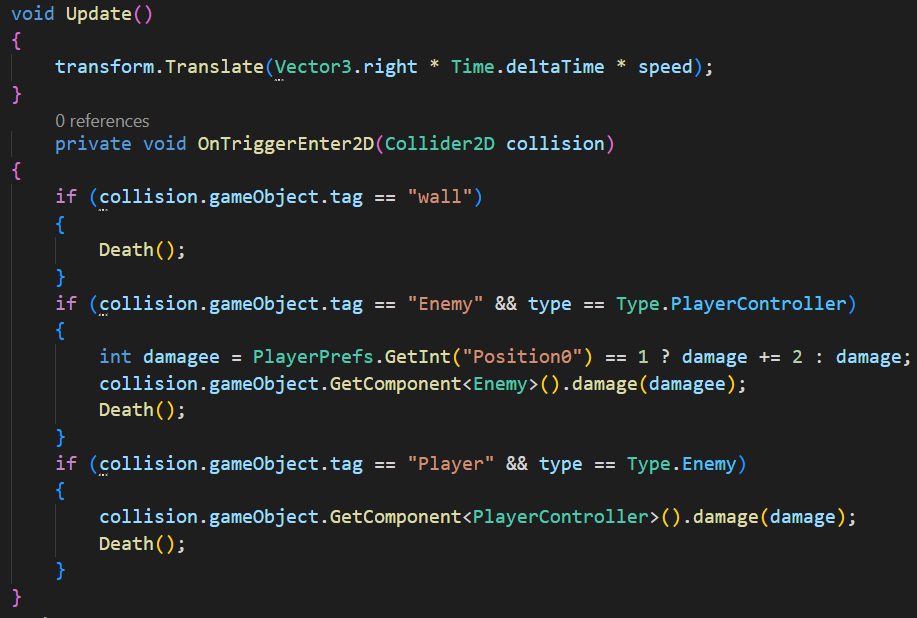 void Update()
{
    transform.Translate(Vector3.right * Time.deltaTime * speed);
}
    0 references
    private void OnTriggerEnter2D(Collider2D collision)
{
    if (collision.gameObject.tag == "wall")
    {
        Death();
    }
    if (collision.gameObject.tag == "Enemy" && type == Type.PlayerController)
    {
        int damagee = PlayerPrefs.GetInt("Position0") == 1 ? damage += 2 : damage;
        collision.gameObject.GetComponent<Enemy>().damage(damagee);
        Death();
    }
    if (collision.gameObject.tag == "Player" && type == Type.Enemy)
    {
        collision.gameObject.GetComponent<PlayerController>().damage(damage);
        Death();
    }
}